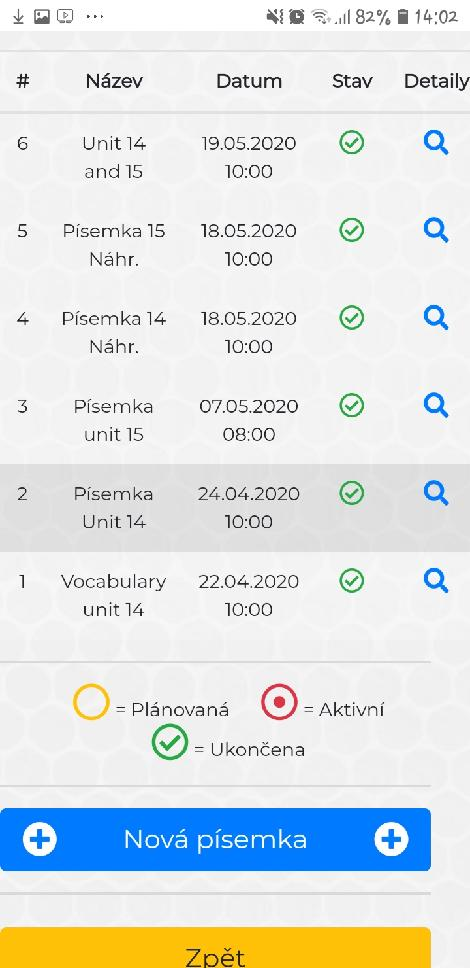 82% 14:02
# Název Datum Stav Detaily
6 Unit 14 19.05.2020
and 15 10:00
5 Písemka 15 18.05.2020
Náhr. 10:00
4 Písemka 14 18.05.2020
Náhr. 10:00
3 Písemka 07.05.2020
unit 15 08:00
2 Písemka 24.04.2020
Unit 14 10:00
1 Vocabulary 22.04.2020
unit 14 10:00
= Plánovaná = Aktivní
= Ukončena
Nová písemka
Zpět